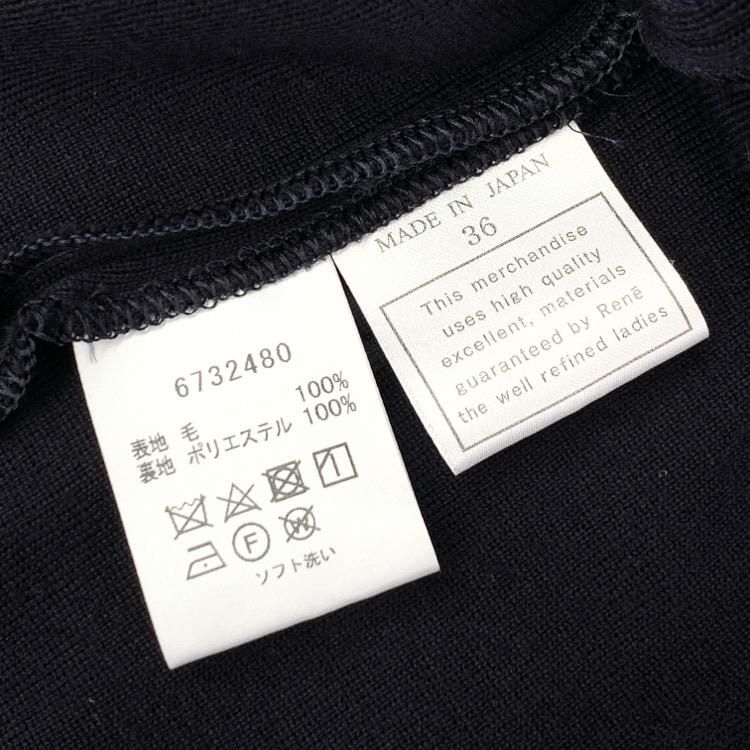 6732480
表地 毛 100%
裏地 ポリエステル 100%
F W
ソフト洗い
MADE IN JAPAN
36
This merchandise
uses high quality
excellent, materials
guaranteed by Renē
the well refined ladies